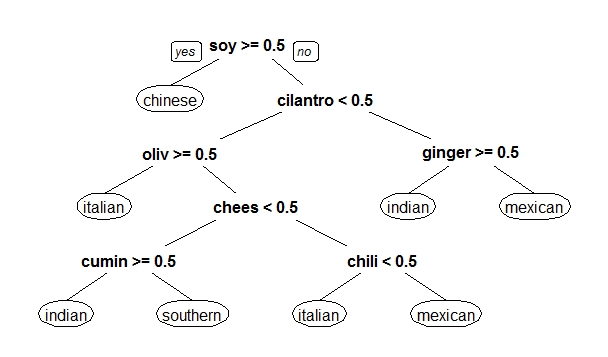 yes soy >= 0.5 no
chinese cilantro < 0.5
oliv >= 0.5 ginger >= 0.5
italian chees < 0.5 indian mexican
cumin >= 0.5 chili < 0.5
indian southern italian mexican